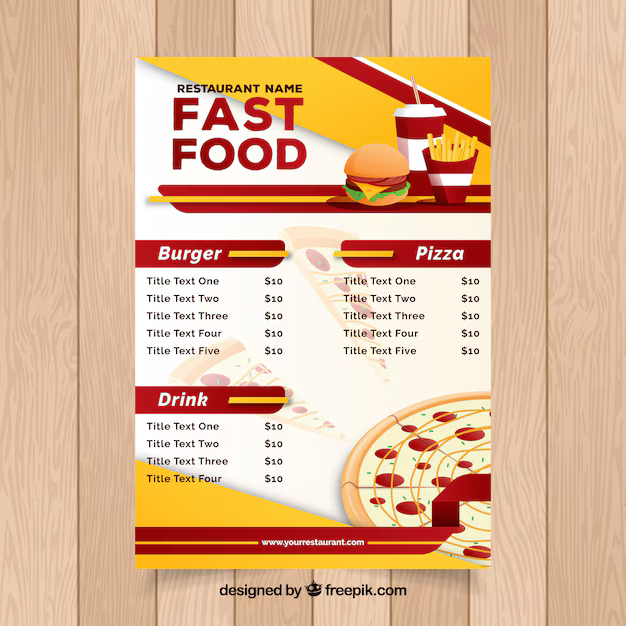 RESTAURANT NAME
FAST
FOOD
Burger
Title Text One $10
Title Text Two $10
Title Text Three $10
Title Text Four $10
Title Text Five $10
Pizza
Title Text One $10
Title Text Two $10
Title Text Three $10
Title Text Four $10
Title Text Five $10
Drink
Title Text One $10
Title Text Two $10
Title Text Three $10
Title Text Four $10
www.yourrestaurant.com
designed by freepik.com